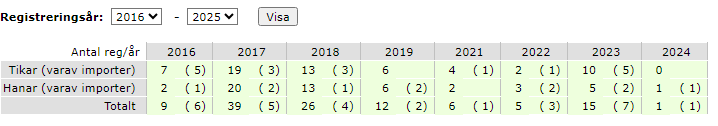 Registreringsår: 2016 - 2025 Visa
Antal reg/år 2016 2017 2018 2019 2021 2022 2023 2024
Tikar (varav importer) 7 ( 5) 19 ( 3) 13 ( 3) 6 4 ( 1) 2 ( 1) 10 ( 5) 0
Hanar (varav importer) 2 ( 1) 20 ( 2) 13 ( 1) 6 ( 2) 2 3 ( 2) 5 ( 2) 1 ( 1)
Totalt 9 ( 6) 39 ( 5) 26 ( 4) 12 ( 2) 6 ( 1) 5 ( 3) 15 ( 7) 1 ( 1)